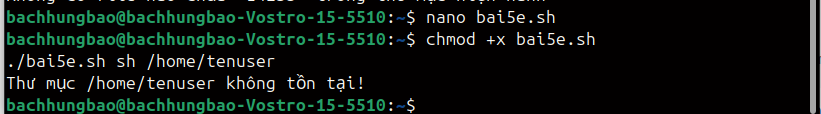 bachhungbao@bachhungbao-Vostro-15-5510:~$ nano bai5e.sh
bachhungbao@bachhungbao-Vostro-15-5510:~$ chmod +x bai5e.sh
./bai5e.sh sh /home/tenuser
Thư mục /home/tenuser không tồn tại!
bachhungbao@bachhungbao-Vostro-15-5510:~$